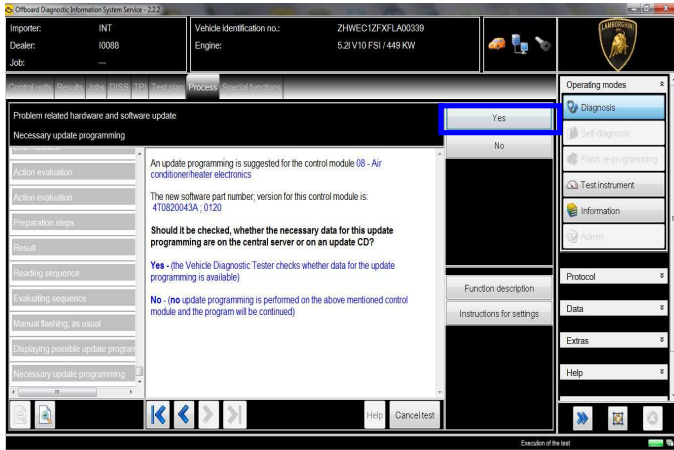 Offboard Diagnostic Information System Service - 2.2.2
Importer: INT
Dealer: I0088
Job: ---
Vehicle identification no.: ZHWEC1ZFXFLA00339
Engine: 5.2l V10 FSI / 449 KW
LAMBORGHINI
Control units Results Jobs DISS TPI Test plan Process Special functions
Problem related hardware and software update
Necessary update programming
Action evaluation
Action evaluation
Preparation steps
Result
Reading sequence
Evaluating sequence
Manual flashing, as usual
Displaying possible update program
Necessary update programming
An update programming is suggested for the control module 08 - Air
conditioner/heater electronics
The new software part number; version for this control module is:
4T0820043A ; 0120
Should it be checked, whether the necessary data for this update
programming are on the central server or on an update CD?
Yes - (the Vehicle Diagnostic Tester checks whether data for the update
programming is available)
No - (no update programming is performed on the above mentioned control
module and the program will be continued)
Yes
No
Function description
Instructions for settings
Help
Cancel test
Operating modes
Diagnosis
Self-diagnosis
Flash re-programming
Test instrument
Information
Admin
Protocol
Data
Extras
Help
Execution of the test